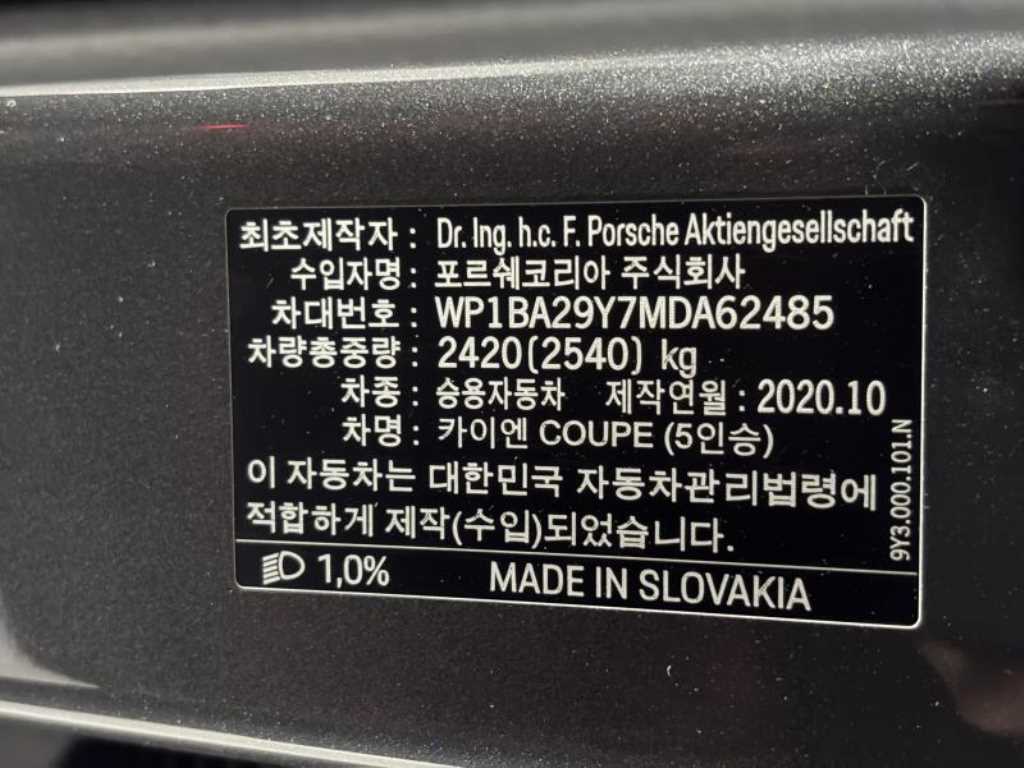 최초제작자 : Dr. Ing. h.c. F. Porsche Aktiengesellschaft
수입자명 : 포르쉐코리아 주식회사
차대번호 : WP1BA29Y7MDA62485
차량총중량 : 2420(2540) kg
차종 : 승용자동차 제작연월 : 2020.10
차명 : 카이엔 COUPE (5인승)
이 자동차는 대한민국 자동차관리법령에
적합하게 제작(수입)되었습니다.
1,0% MADE IN SLOVAKIA
9Y3.000.101.N